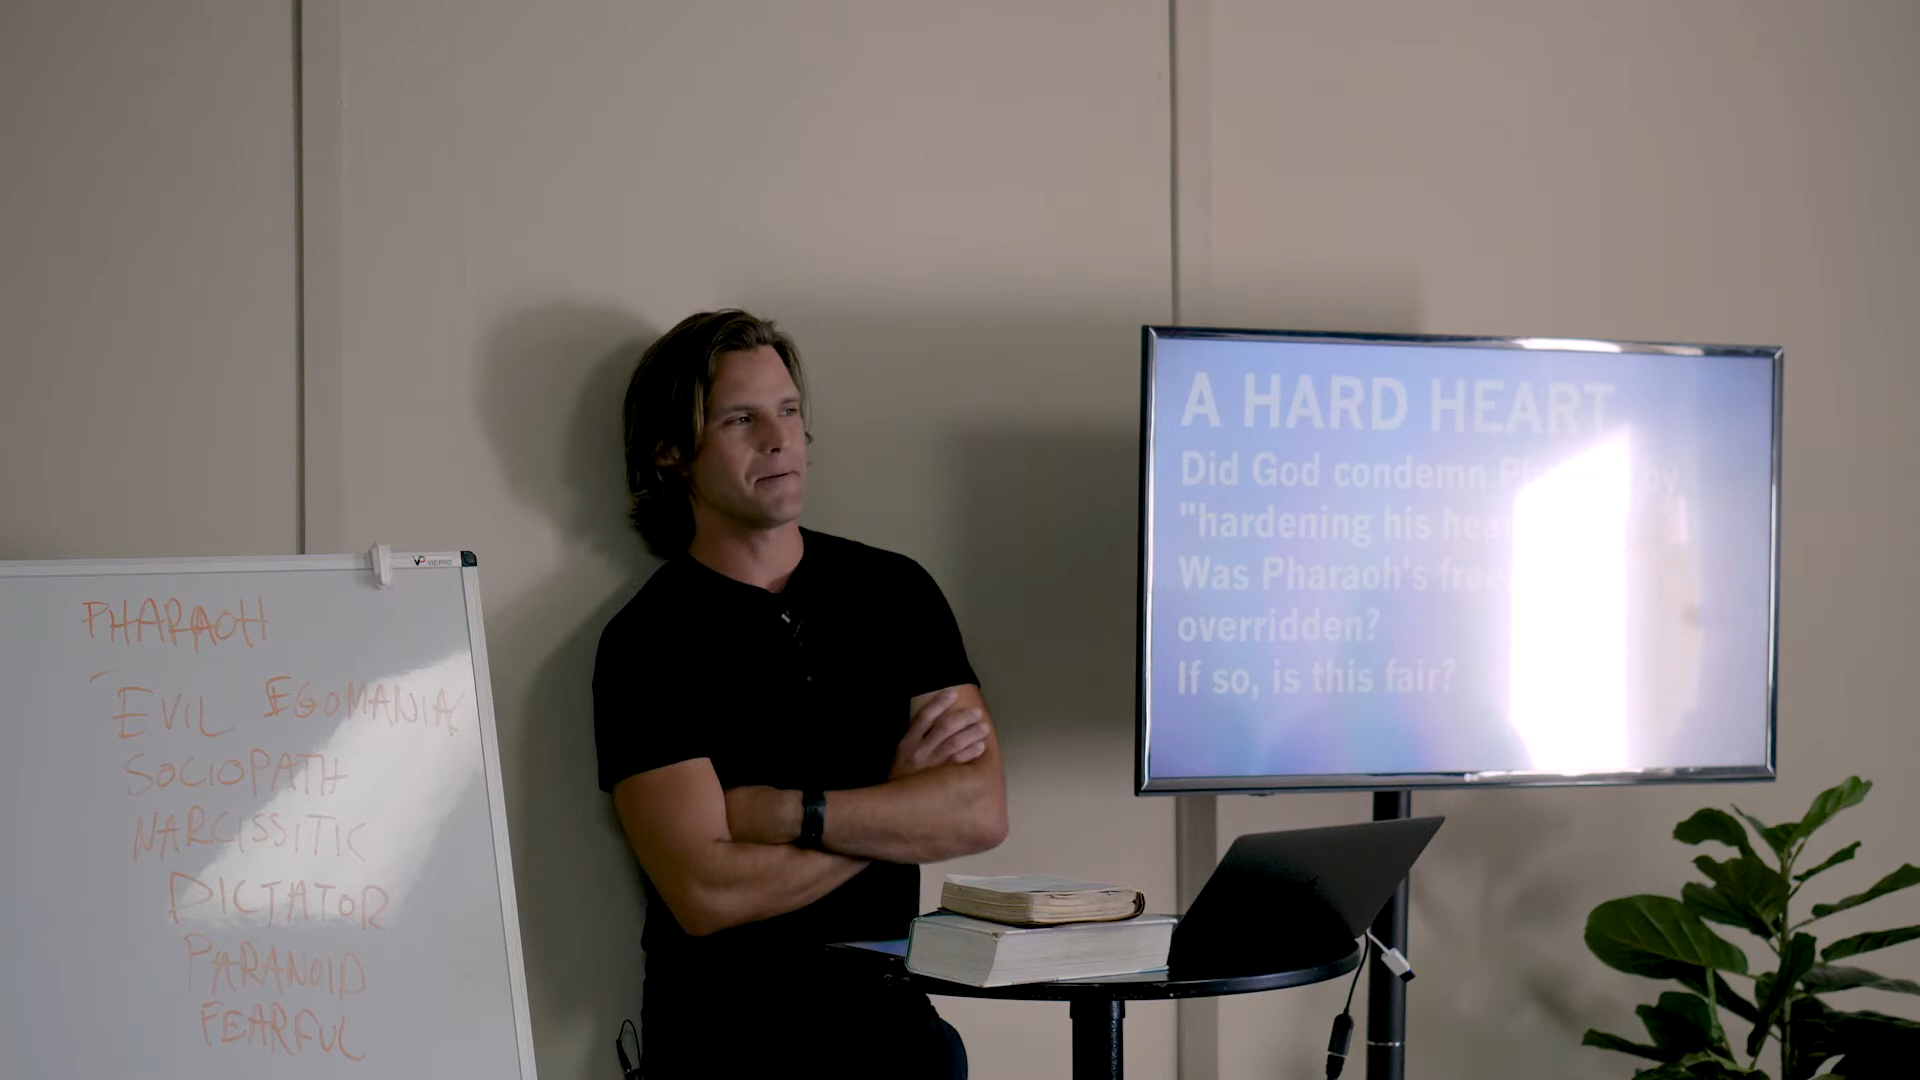 PHARAOH
EVIL EGOMANIAC
SOCIOPATH
NARCISSITIC
DICTATOR
PARANOID
FEARFUL
A HARD HEART
Did God condemn by
"hardening his
Was Pharaoh's
overridden?
If so, is this fair?